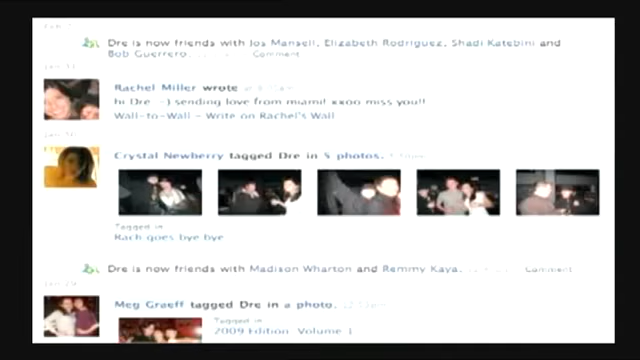 Dre is now friends with Jos Mansell, Elizabeth Rodriguez, Shadi Katebini and
Bob Guerrero. Comment
Rachel Miller wrote
hi Dre :-) sending love from miami! xxoo miss you!!
Wall-to-Wall - Write on Rachel's Wall
Crystal Newberry tagged Dre in 5 photos.
Tagged in
Rach goes bye bye
Dre is now friends with Madison Wharton and Remmy Kaya. Comment
Meg Graeff tagged Dre in a photo.
Tagged in
2009 Edition: Volume 1